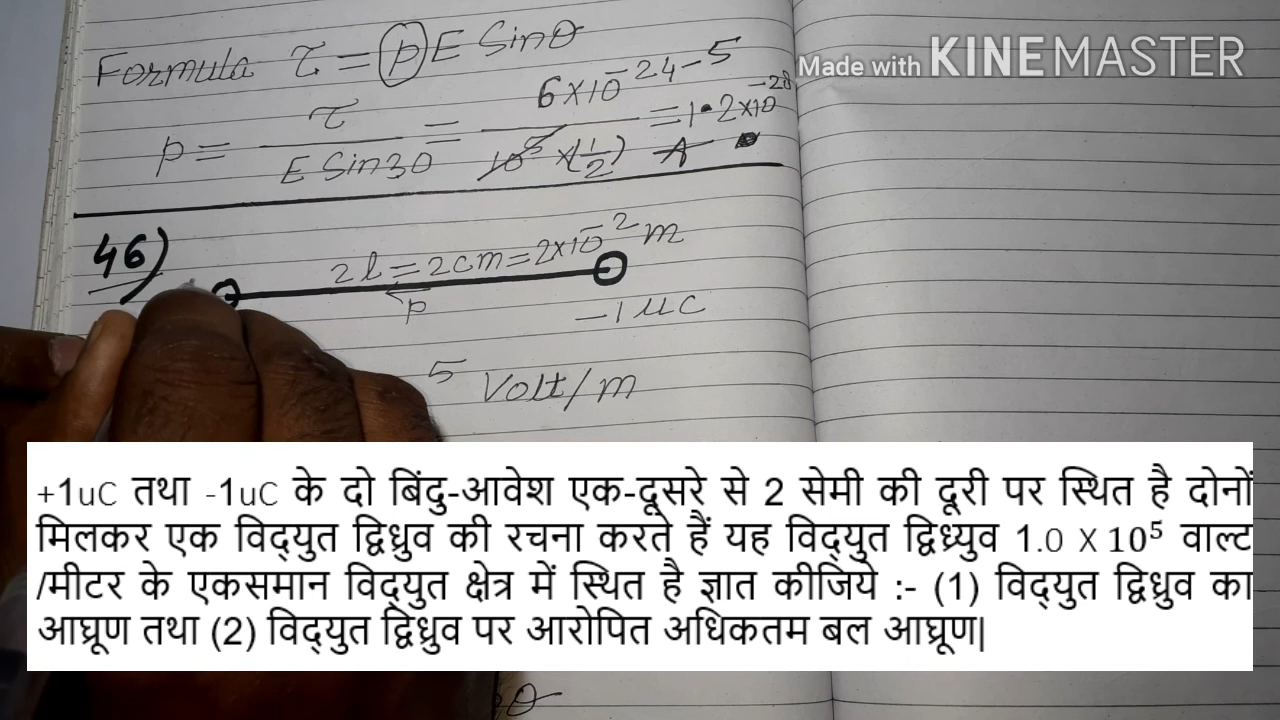 Formula τ = p E Sinθ
Made with KINEMASTER
p = τ / E Sin30 = 6×10^-24-5 / 10^5 ×(1/2) = 1.2×10^-28
46)
2l = 2cm = 2×10^-2 m
p
-1 μC
5 Volt/m
+1uC तथा -1uC के दो बिंदु-आवेश एक-दूसरे से 2 सेमी की दूरी पर स्थित है दोनों
मिलकर एक विद्युत द्विध्रुव की रचना करते हैं यह विद्युत द्विध्युव 1.0 X 10⁵ वाल्ट
/मीटर के एकसमान विद्युत क्षेत्र में स्थित है ज्ञात कीजिये :- (1) विद्युत द्विध्रुव का
आघ्रूण तथा (2) विद्युत द्विध्रुव पर आरोपित अधिकतम बल आघ्रूण|